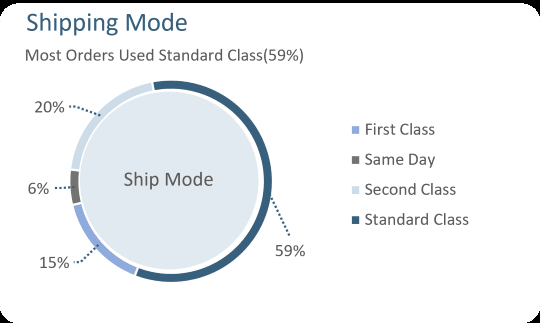 Shipping Mode
Most Orders Used Standard Class(59%)
20%
6%
15%
59%
Ship Mode
First Class
Same Day
Second Class
Standard Class